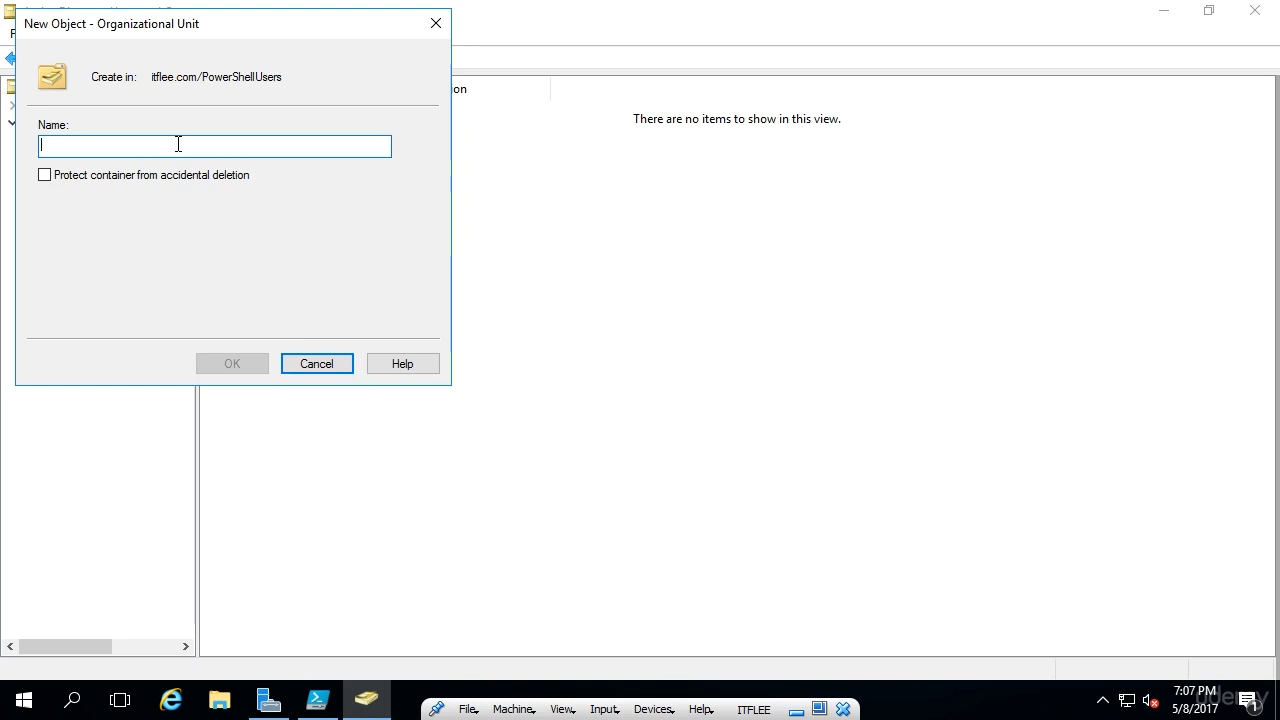 New Object - Organizational Unit
Create in: itflee.com/PowerShellUsers
on
There are no items to show in this view.
Name:
Protect container from accidental deletion
OK Cancel Help
File Machine View Input Devices Help ITFLEE
7:07 PM
5/8/2017
1
udemy